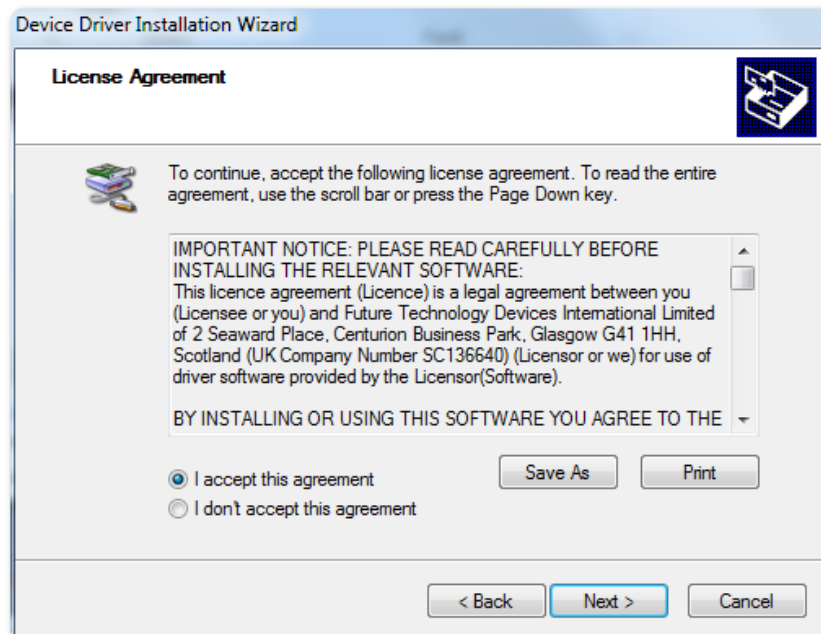 Device Driver Installation Wizard
License Agreement
To continue, accept the following license agreement. To read the entire
agreement, use the scroll bar or press the Page Down key.
IMPORTANT NOTICE: PLEASE READ CAREFULLY BEFORE
INSTALLING THE RELEVANT SOFTWARE:
This licence agreement (Licence) is a legal agreement between you
(Licensee or you) and Future Technology Devices International Limited
of 2 Seaward Place, Centurion Business Park, Glasgow G41 1HH,
Scotland (UK Company Number SC136640) (Licensor or we) for use of
driver software provided by the Licensor(Software).
BY INSTALLING OR USING THIS SOFTWARE YOU AGREE TO THE
I accept this agreement
Save As
Print
I don't accept this agreement
< Back
Next >
Cancel